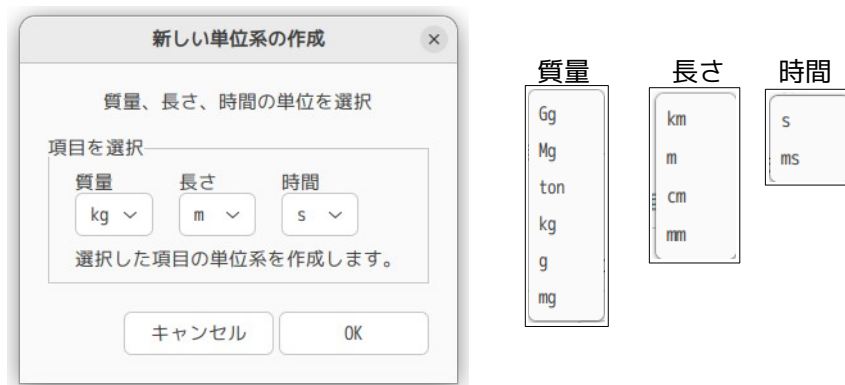 新しい単位系の作成
×
質量、長さ、時間の単位を選択
項目を選択
質量 長さ 時間
kg m s
選択した項目の単位系を作成します。
キャンセル OK
質量
Gg
Mg
ton
kg
g
mg
長さ
km
m
cm
mm
時間
s
ms